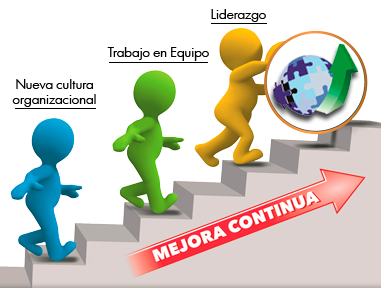 Liderazgo
Trabajo en Equipo
Nueva cultura
organizacional
MEJORA CONTINUA